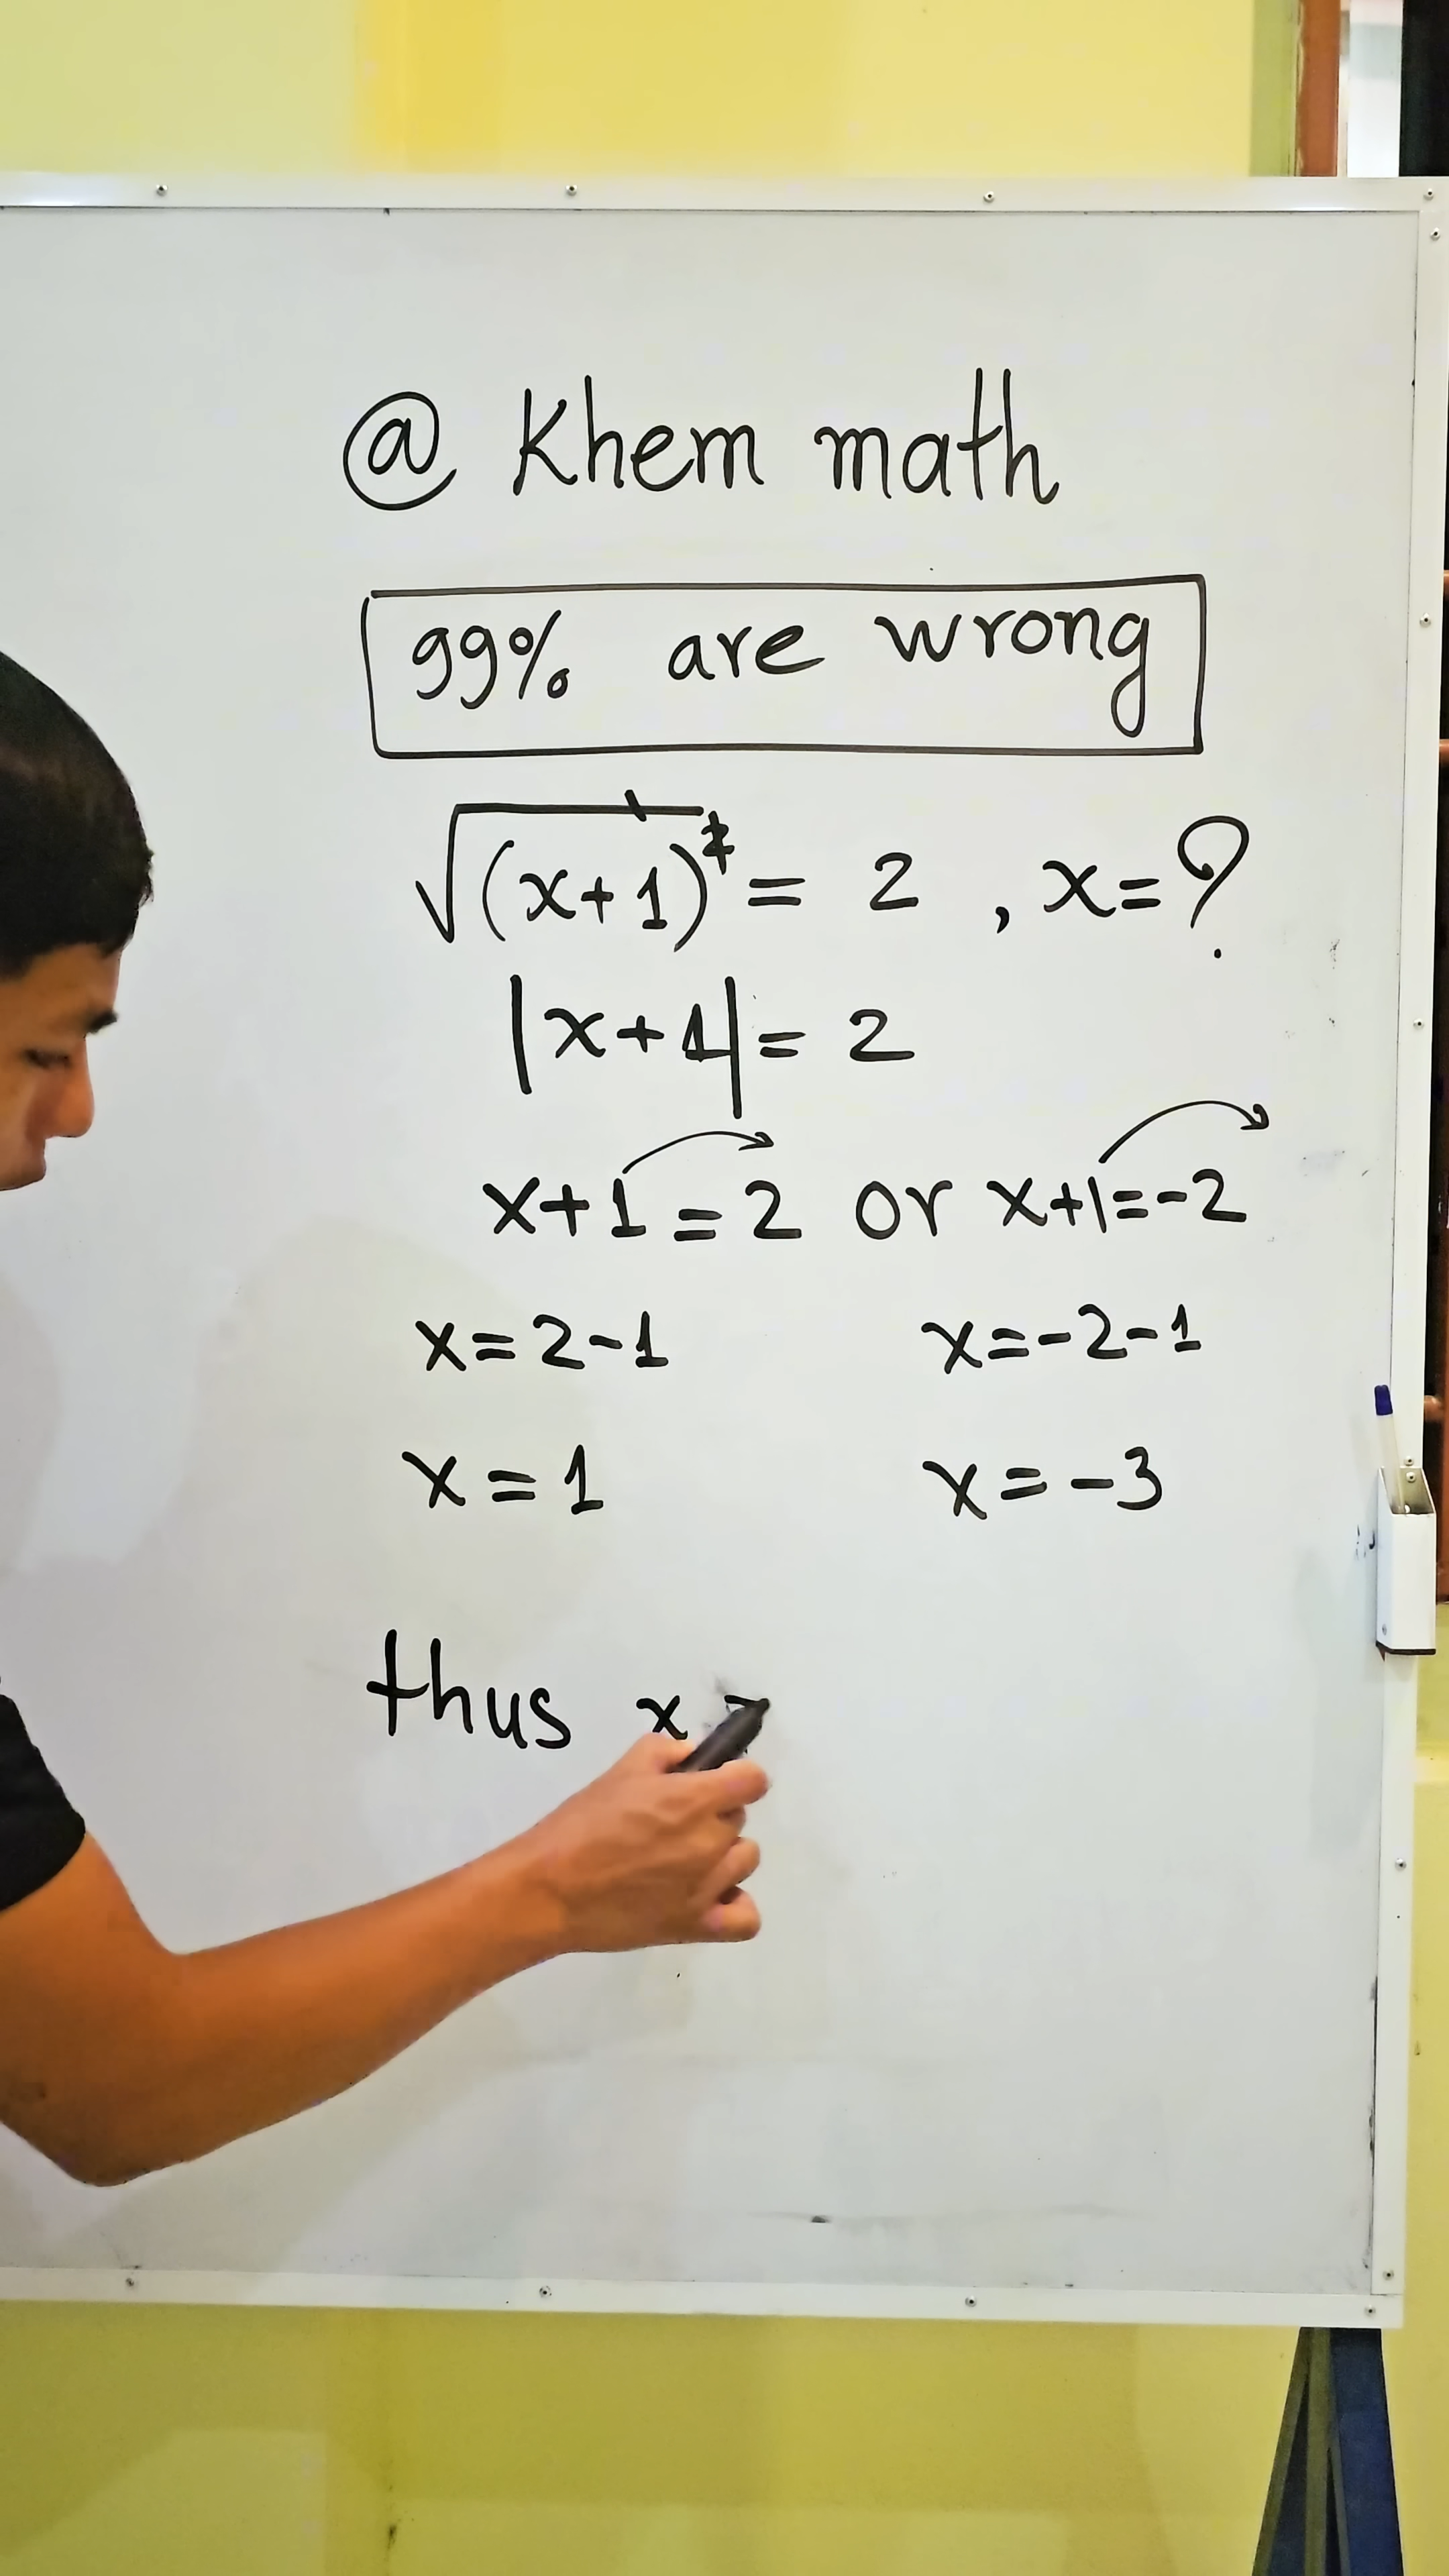 @ Khem math
99% are wrong
√(x+1)² = 2 , x=?
|x+1| = 2
x+1=2 or x+1=-2
x=2-1 x=-2-1
x=1 x=-3
thus x